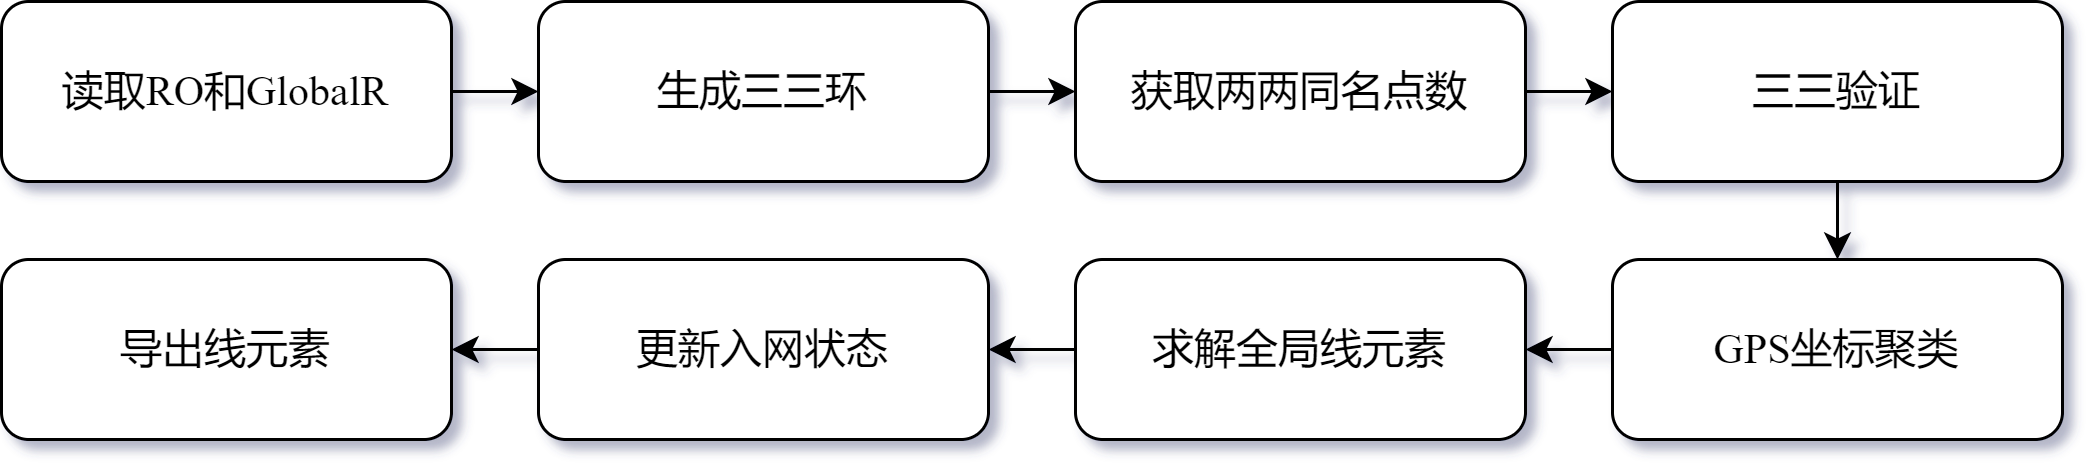 读取RO和GlobalR
生成三三环
获取两两同名点数
三三验证
GPS坐标聚类
求解全局线元素
更新入网状态
导出线元素